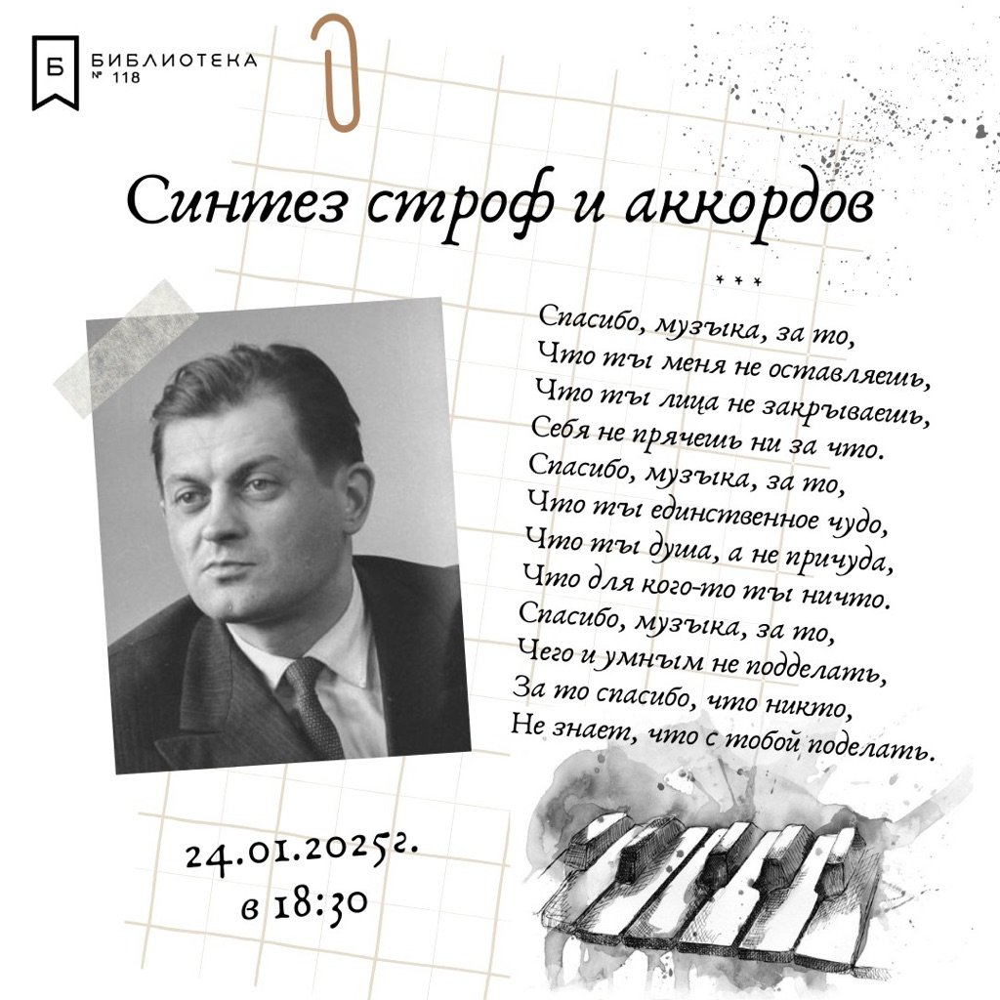 Б
БИБЛИОТЕКА
№ 118
Синтез строф и аккордов
* * *
Спасибо, музыка, за то,
Что ты меня не оставляешь,
Что ты лица не закрываешь,
Себя не прячешь ни за что.
Спасибо, музыка, за то,
Что ты единственное чудо,
Что ты душа, а не причуда,
Что для кого-то ты ничто.
Спасибо, музыка, за то,
Чего и умным не подделать,
За то спасибо, что никто,
Не знает, что с тобой поделать.
24.01.2025г.
в 18:30